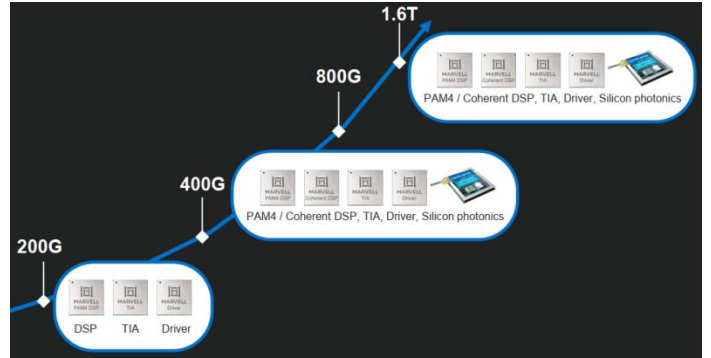 1.6T
MARVELL MARVELL MARVELL MARVELL
PAM4 DSP Coherent DSP TIA Driver
PAM4 / Coherent DSP, TIA, Driver, Silicon photonics
800G
400G
MARVELL MARVELL MARVELL MARVELL
PAM4 DSP Coherent DSP TIA Driver
PAM4 / Coherent DSP, TIA, Driver, Silicon photonics
200G
MARVELL MARVELL MARVELL
PAM4 DSP TIA Driver
DSP TIA Driver